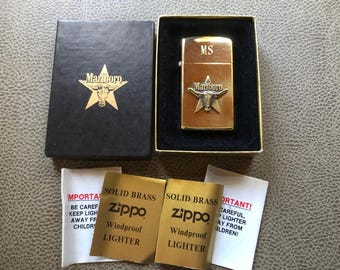 Marlboro
MS
Marlboro
IMPORTANT!
BE CAREFUL,
KEEP LIGHTER
AWAY FROM
CHILDREN!
SOLID BRASS
zippo
Windproof
LIGHTER
SOLID BRASS
zippo
Windproof
LIGHTER
IMPORTANT!
CAREFUL,
LIGHTER
FROM
CHILDREN!